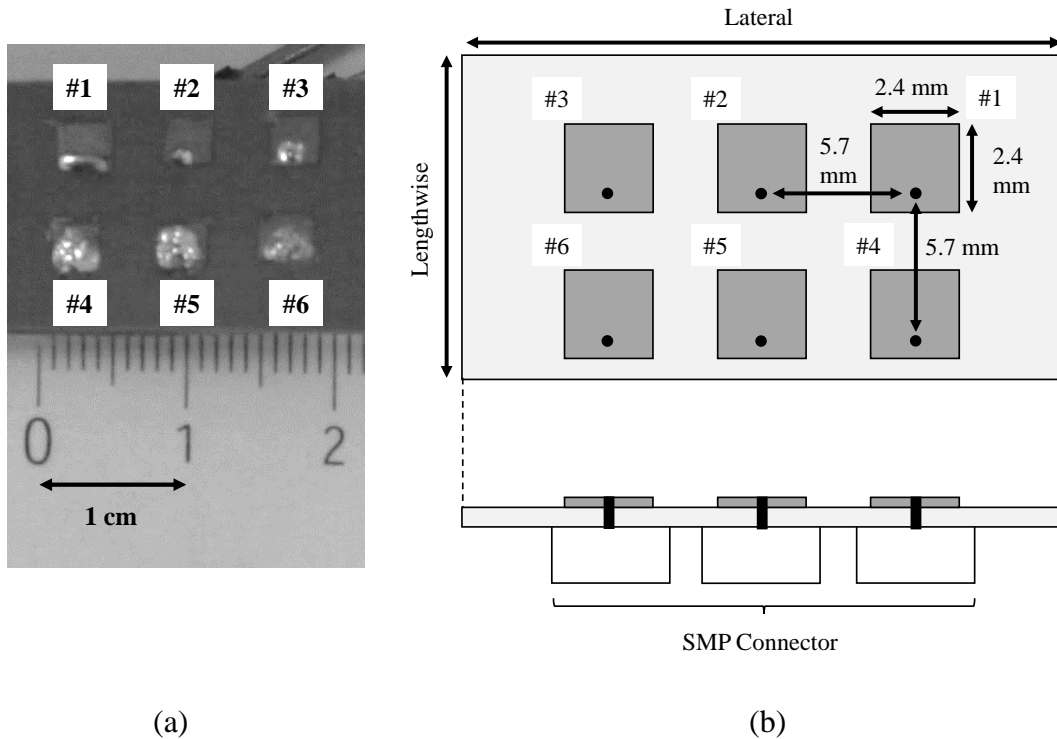 #1
#2
#3
#4
#5
#6
0
1
2
1 cm
(a)
Lateral
Lengthwise
#3
#2
2.4 mm
#1
5.7
mm
2.4
mm
#6
#5
#4
5.7 mm
SMP Connector
(b)